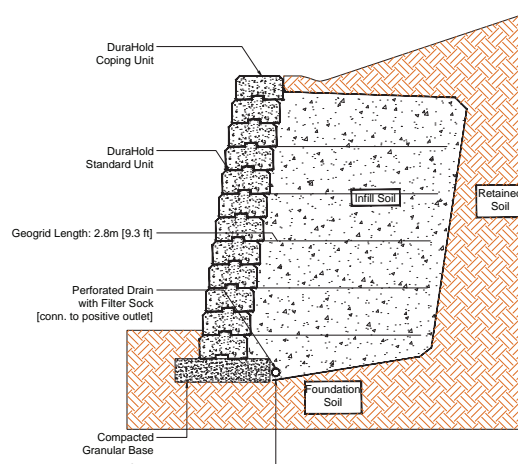 DuraHold
Coping Unit
DuraHold
Standard Unit
Infill Soil
Retained
Soil
Geogrid Length: 2.8m [9.3 ft]
Perforated Drain
with Filter Sock
[conn. to positive outlet]
Foundation
Soil
Compacted
Granular Base